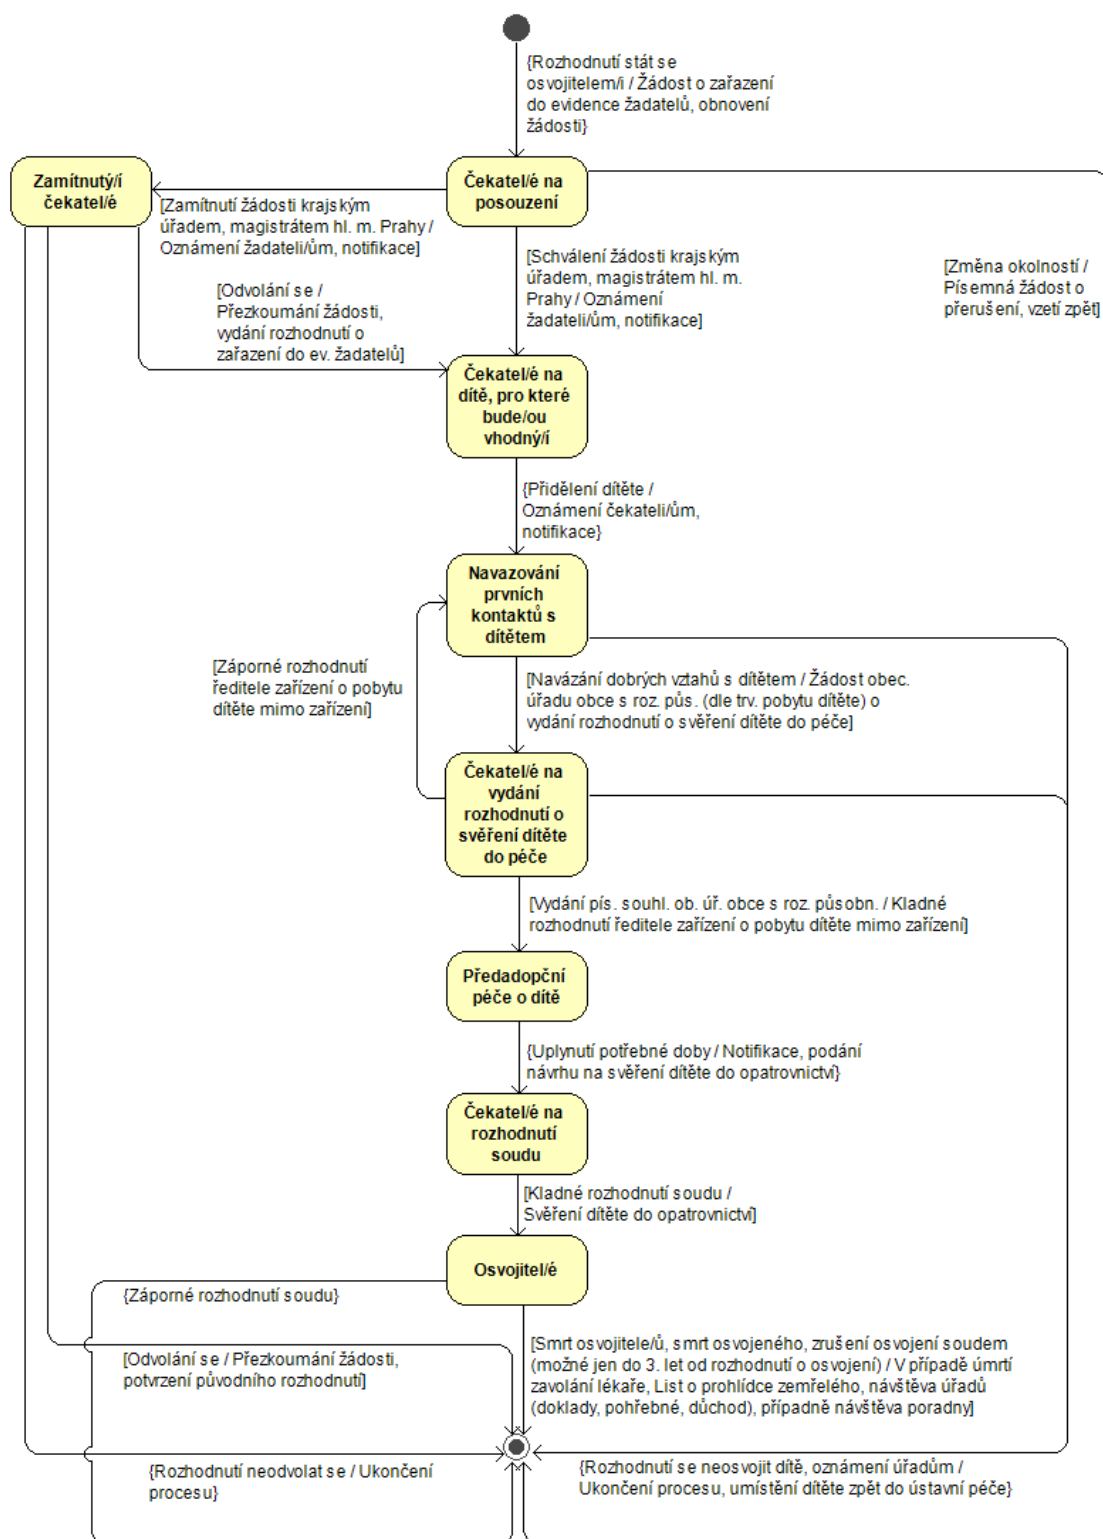 {Rozhodnutí stát se
osvojitelem/i / Žádost o zařazení
do evidence žadatelů, obnovení
žádosti}
Zamítnutý/í
čekatel/é
Čekatel/é na
posouzení
[Zamítnutí žádosti krajským
úřadem, magistrátem hl. m. Prahy /
Oznámení žadateli/ům, notifikace]
[Schválení žádosti krajským
úřadem, magistrátem hl. m.
Prahy / Oznámení
žadateli/ům, notifikace]
[Změna okolností /
Písemná žádost o
přerušení, vzetí zpět]
[Odvolání se /
Přezkoumání žádosti,
vydání rozhodnutí o
zařazení do ev. žadatelů]
Čekatel/é na
dítě, pro které
bude/ou
vhodný/í
{Přidělení dítěte /
Oznámení čekateli/ům,
notifikace}
Navazování
prvních
kontaktů s
dítětem
[Záporné rozhodnutí
ředitele zařízení o pobytu
dítěte mimo zařízení]
[Navázání dobrých vztahů s dítětem / Žádost obec.
úřadu obce s roz. půs. (dle trv. pobytu dítěte) o
vydání rozhodnutí o svěření dítěte do péče]
Čekatel/é na
vydání
rozhodnutí o
svěření dítěte
do péče
[Vydání pís. souhl. ob. úř. obce s roz. působn. / Kladné
rozhodnutí ředitele zařízení o pobytu dítěte mimo zařízení]
Předadopční
péče o dítě
{Uplynutí potřebné doby / Notifikace, podání
návrhu na svěření dítěte do opatrovnictví}
Čekatel/é na
rozhodnutí
soudu
[Kladné rozhodnutí soudu /
Svěření dítěte do opatrovnictví]
Osvojitel/é
{Záporné rozhodnutí soudu}
[Odvolání se / Přezkoumání žádosti,
potvrzení původního rozhodnutí]
[Smrt osvojitele/ů, smrt osvojeného, zrušení osvojení soudem
(možné jen do 3. let od rozhodnutí o osvojení) / V případě úmrtí
zavolání lékaře, List o prohlídce zemřelého, návštěva úřadů
(doklady, pohřebné, důchod), případně návštěva poradny]
{Rozhodnutí neodvolat se / Ukončení
procesu}
{Rozhodnutí se neosvojit dítě, oznámení úřadům /
Ukončení procesu, umístění dítěte zpět do ústavní péče}